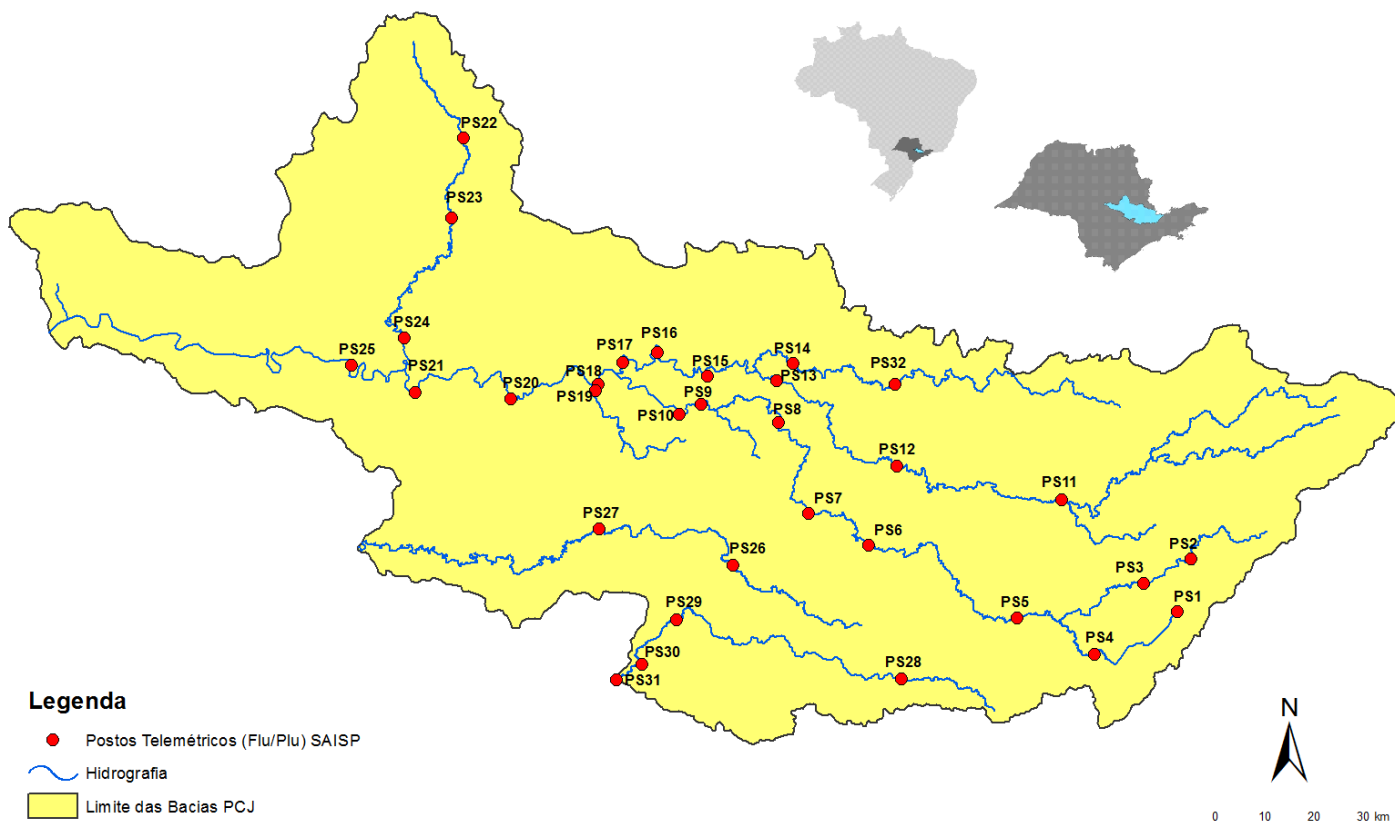 PS22
PS23
PS24
PS25
PS21
PS20
PS16
PS17
PS18
PS19
PS15
PS14
PS13
PS32
PS9
PS10
PS8
PS12
PS11
PS7
PS6
PS27
PS26
PS2
PS3
PS1
PS5
PS4
PS29
PS30
PS31
PS28
Legenda
Postos Telemétricos (Flu/Plu) SAISP
Hidrografia
Limite das Bacias PCJ
N
0 10 20 30 km